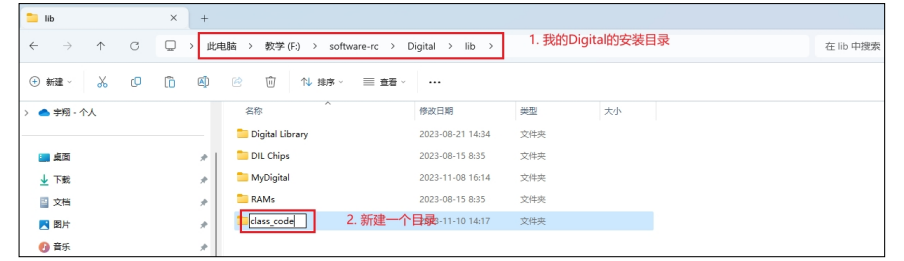 lib
此电脑 > 教学 (F:) > software-rc > Digital > lib >
1. 我的Digital的安装目录
在 lib 中搜索
新建
排序
查看
名称 修改日期 类型 大小
宇翔 - 个人
Digital Library 2023-08-21 14:34 文件夹
桌面
DIL Chips 2023-08-15 8:35 文件夹
下载
MyDigital 2023-11-08 16:14 文件夹
文档
RAMs 2023-08-15 8:35 文件夹
图片
class_code
2. 新建一个目录
-11-10 14:17 文件夹
音乐